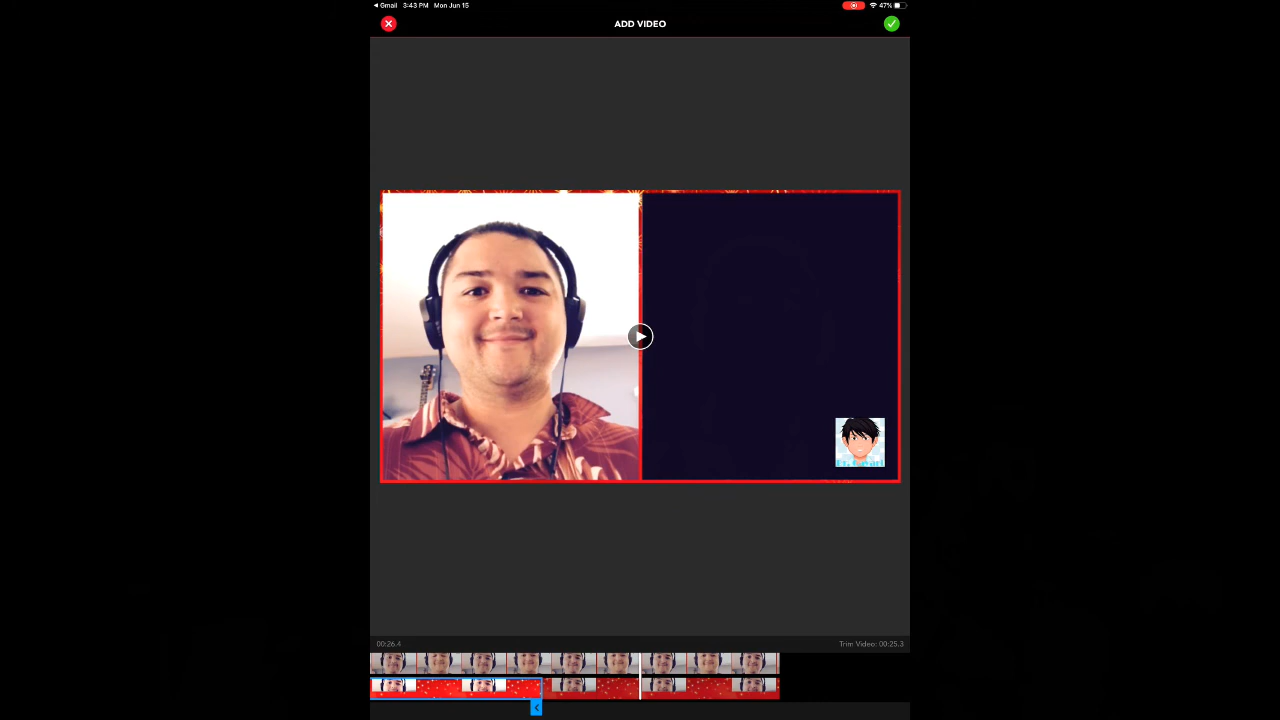 Gmail 3:43 PM Mon Jun 15
47%
ADD VIDEO
00:26.4
Trim Video: 00:25.3